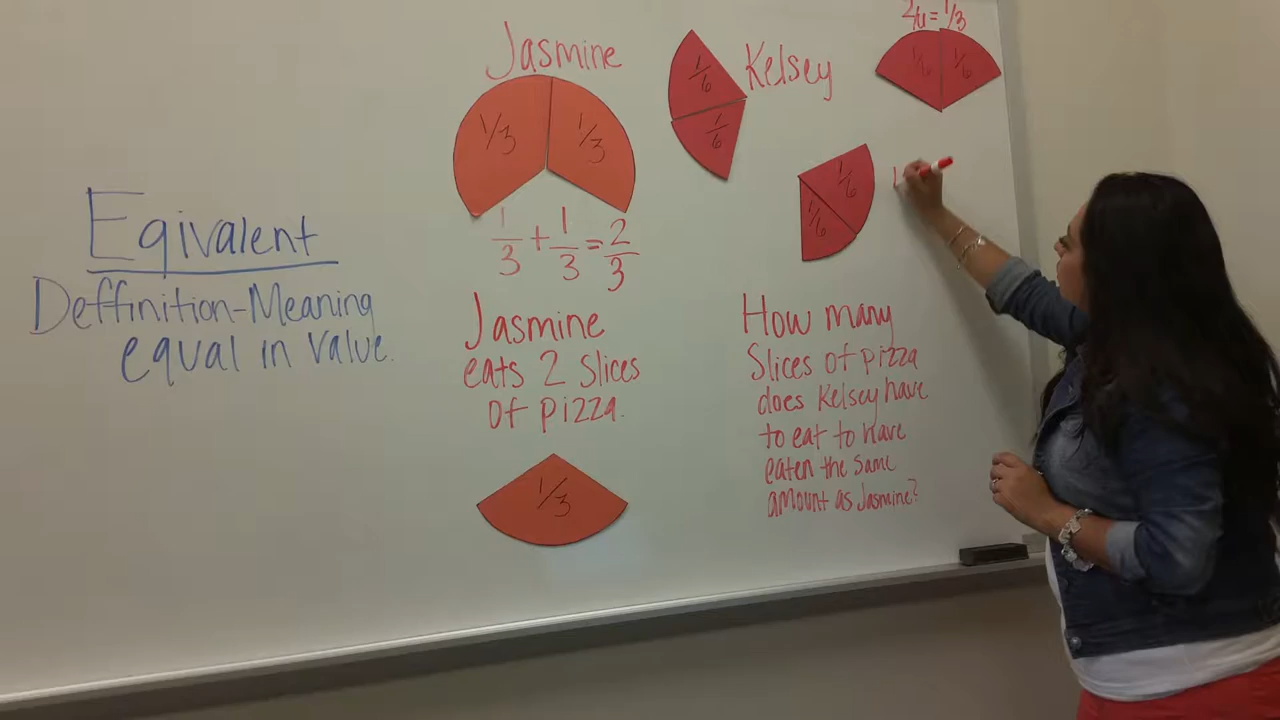 Eqivalent
Deffinition-Meaning
equal in value.
Jasmine
1/3
1/3
1/3 + 1/3 = 2/3
Jasmine
eats 2 slices
of pizza.
1/3
Kelsey
1/6
1/6
1/6
1/6
How many
Slices of pizza
does Kelsey have
to eat to have
eaten the same
amount as Jasmine?
=1/3
1/6
1/6